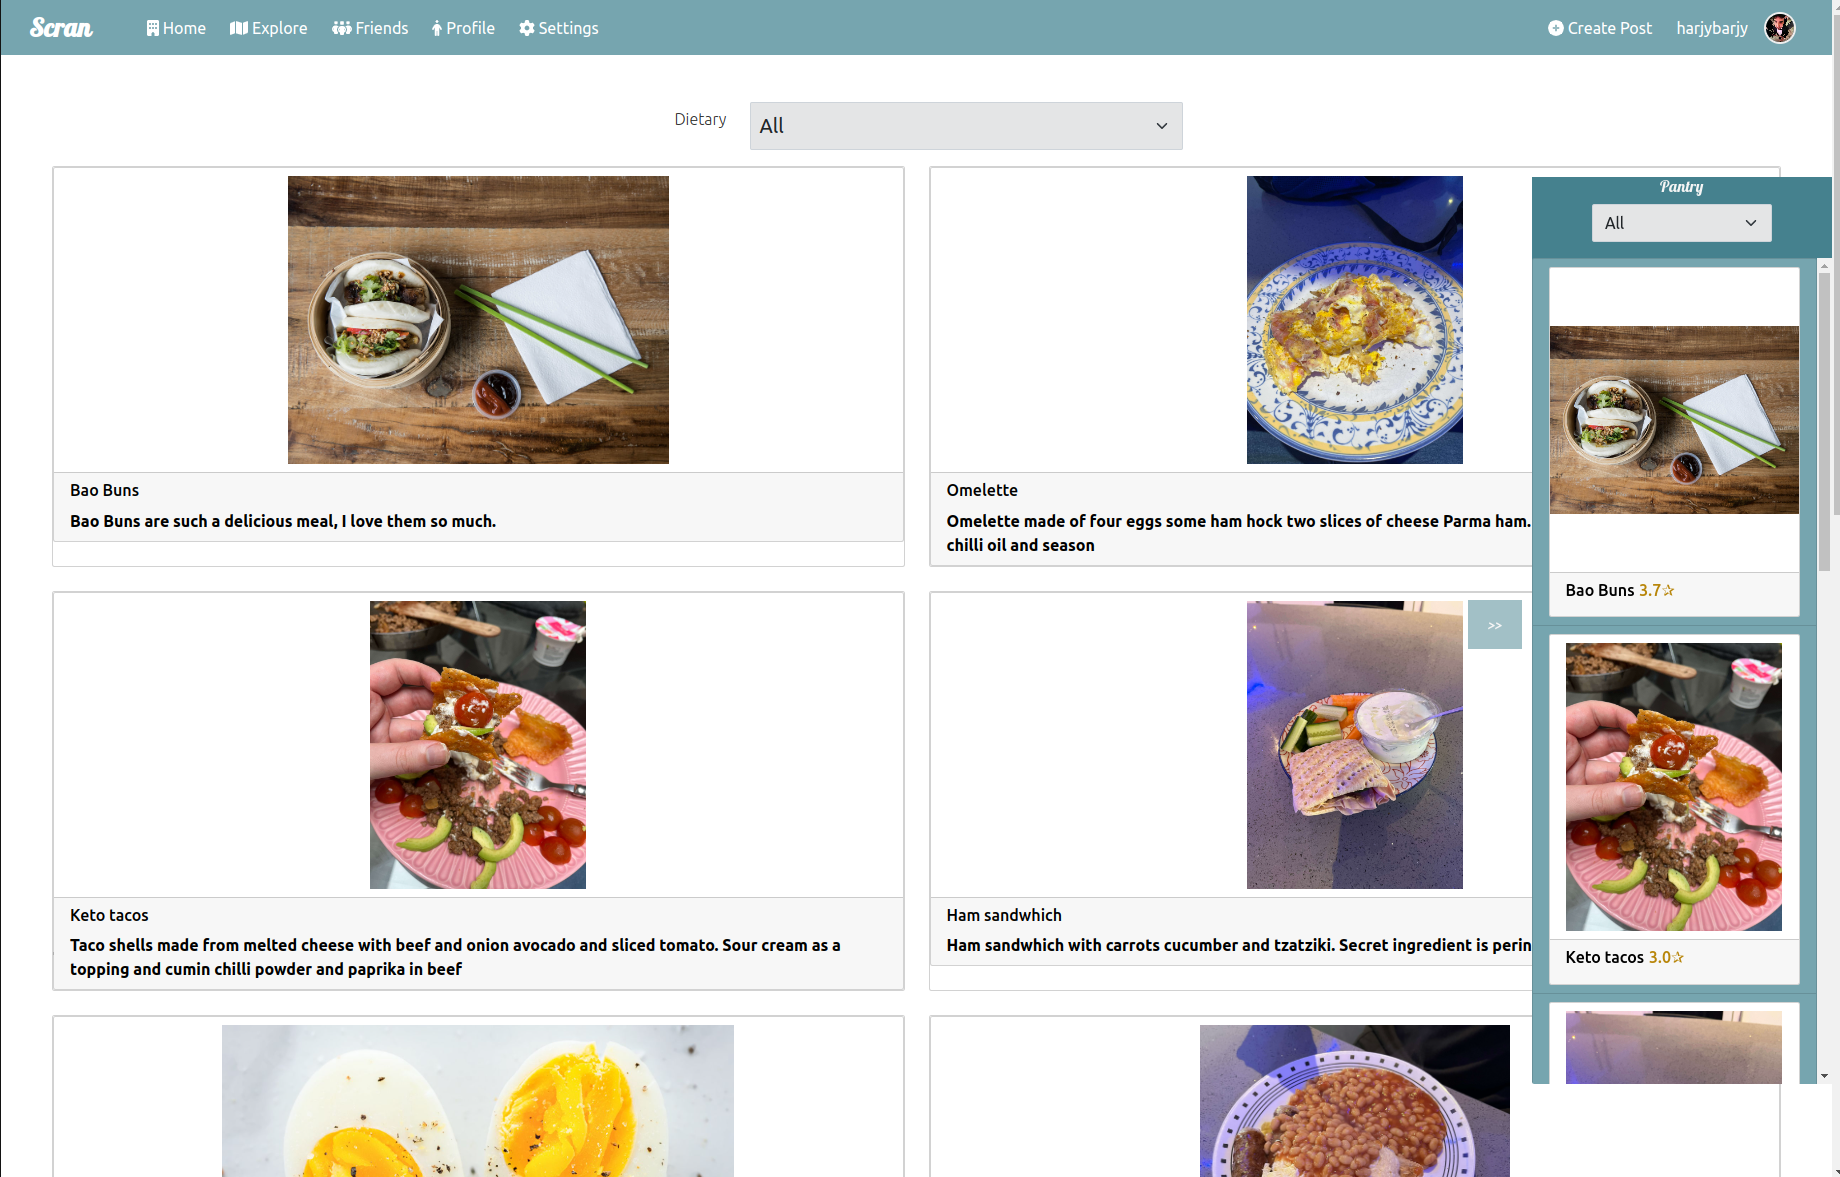 Scran
Home
Explore
Friends
Profile
Settings
Create Post
harjybarjy
Dietary
All
Bao Buns
Bao Buns are such a delicious meal, I love them so much.
Omelette
Omelette made of four eggs some ham hock two slices of cheese Parma ham.
chilli oil and season
Keto tacos
Taco shells made from melted cheese with beef and onion avocado and sliced tomato. Sour cream as a
topping and cumin chilli powder and paprika in beef
>>
Ham sandwhich
Ham sandwhich with carrots cucumber and tzatziki. Secret ingredient is perin
Pantry
All
Bao Buns 3.7☆
Keto tacos 3.0☆